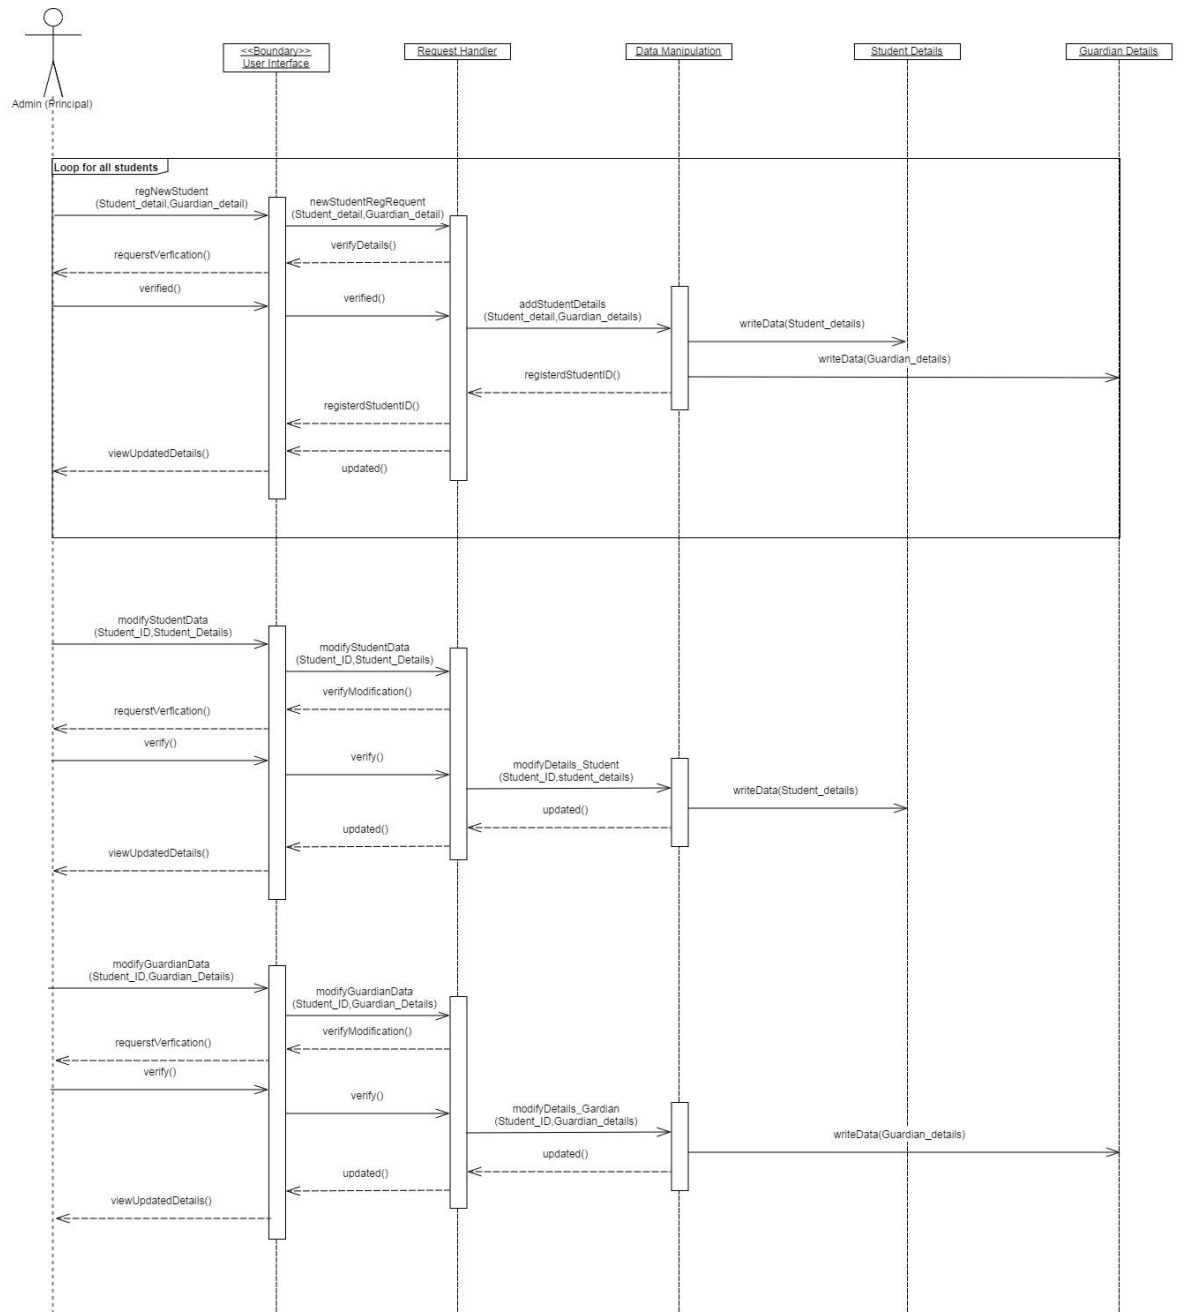 Admin (Principal)
<<Boundary>>
User Interface
Request Handler
Data Manipulation
Student Details
Guardian Details
Loop for all students
regNewStudent
(Student_detail,Guardian_detail)
newStudentRegRequent
(Student_detail,Guardian_detail)
verifyDetails()
requerstVerfication()
verified()
verified()
addStudentDetails
(Student_detail,Guardian_details)
writeData(Student_details)
writeData(Guardian_details)
registerdStudentID()
registerdStudentID()
viewUpdatedDetails()
updated()
modifyStudentData
(Student_ID,Student_Details)
modifyStudentData
(Student_ID,Student_Details)
verifyModification()
requerstVerfication()
verify()
verify()
modifyDetails_Student
(Student_ID,student_details)
writeData(Student_details)
updated()
updated()
viewUpdatedDetails()
modifyGuardianData
(Student_ID,Guardian_Details)
modifyGuardianData
(Student_ID,Guardian_Details)
verifyModification()
requerstVerfication()
verify()
verify()
modifyDetails_Gardian
(Student_ID,Guardian_details)
writeData(Guardian_details)
updated()
updated()
viewUpdatedDetails()